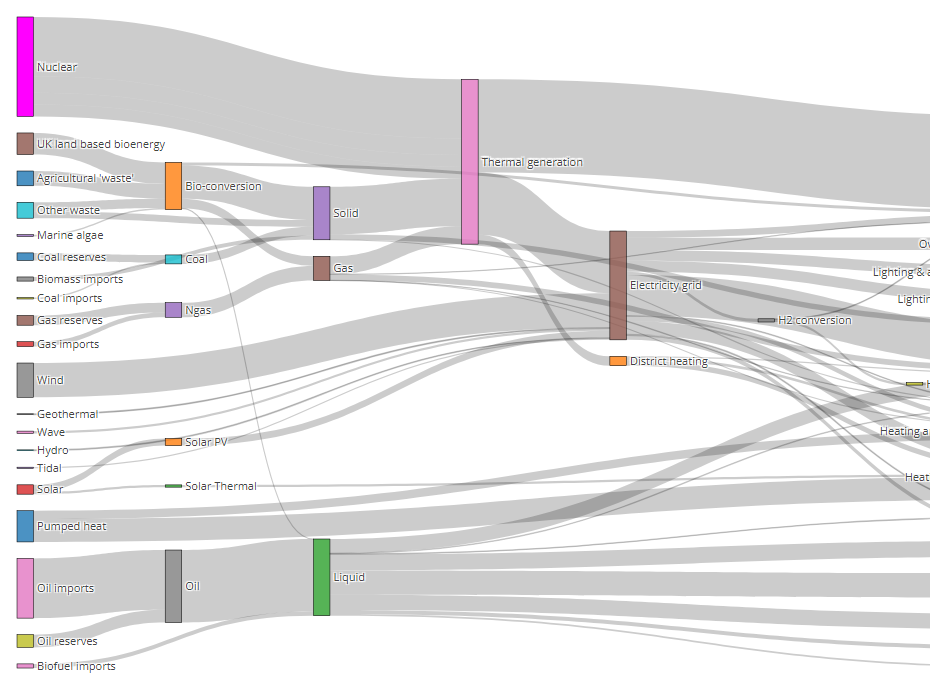 Nuclear
UK land based bioenergy
Agricultural 'waste'
Other waste
Marine algae
Coal reserves
Biomass imports
Coal imports
Gas reserves
Gas imports
Wind
Geothermal
Wave
Hydro
Tidal
Solar
Pumped heat
Oil imports
Oil reserves
Biofuel imports
Bio-conversion
Coal
Ngas
Solar PV
Solar Thermal
Oil
Solid
Gas
Liquid
Thermal generation
Electricity grid
District heating
H2 conversion
Ov
Lighting & a
Lightin
H
Heating a
Heat